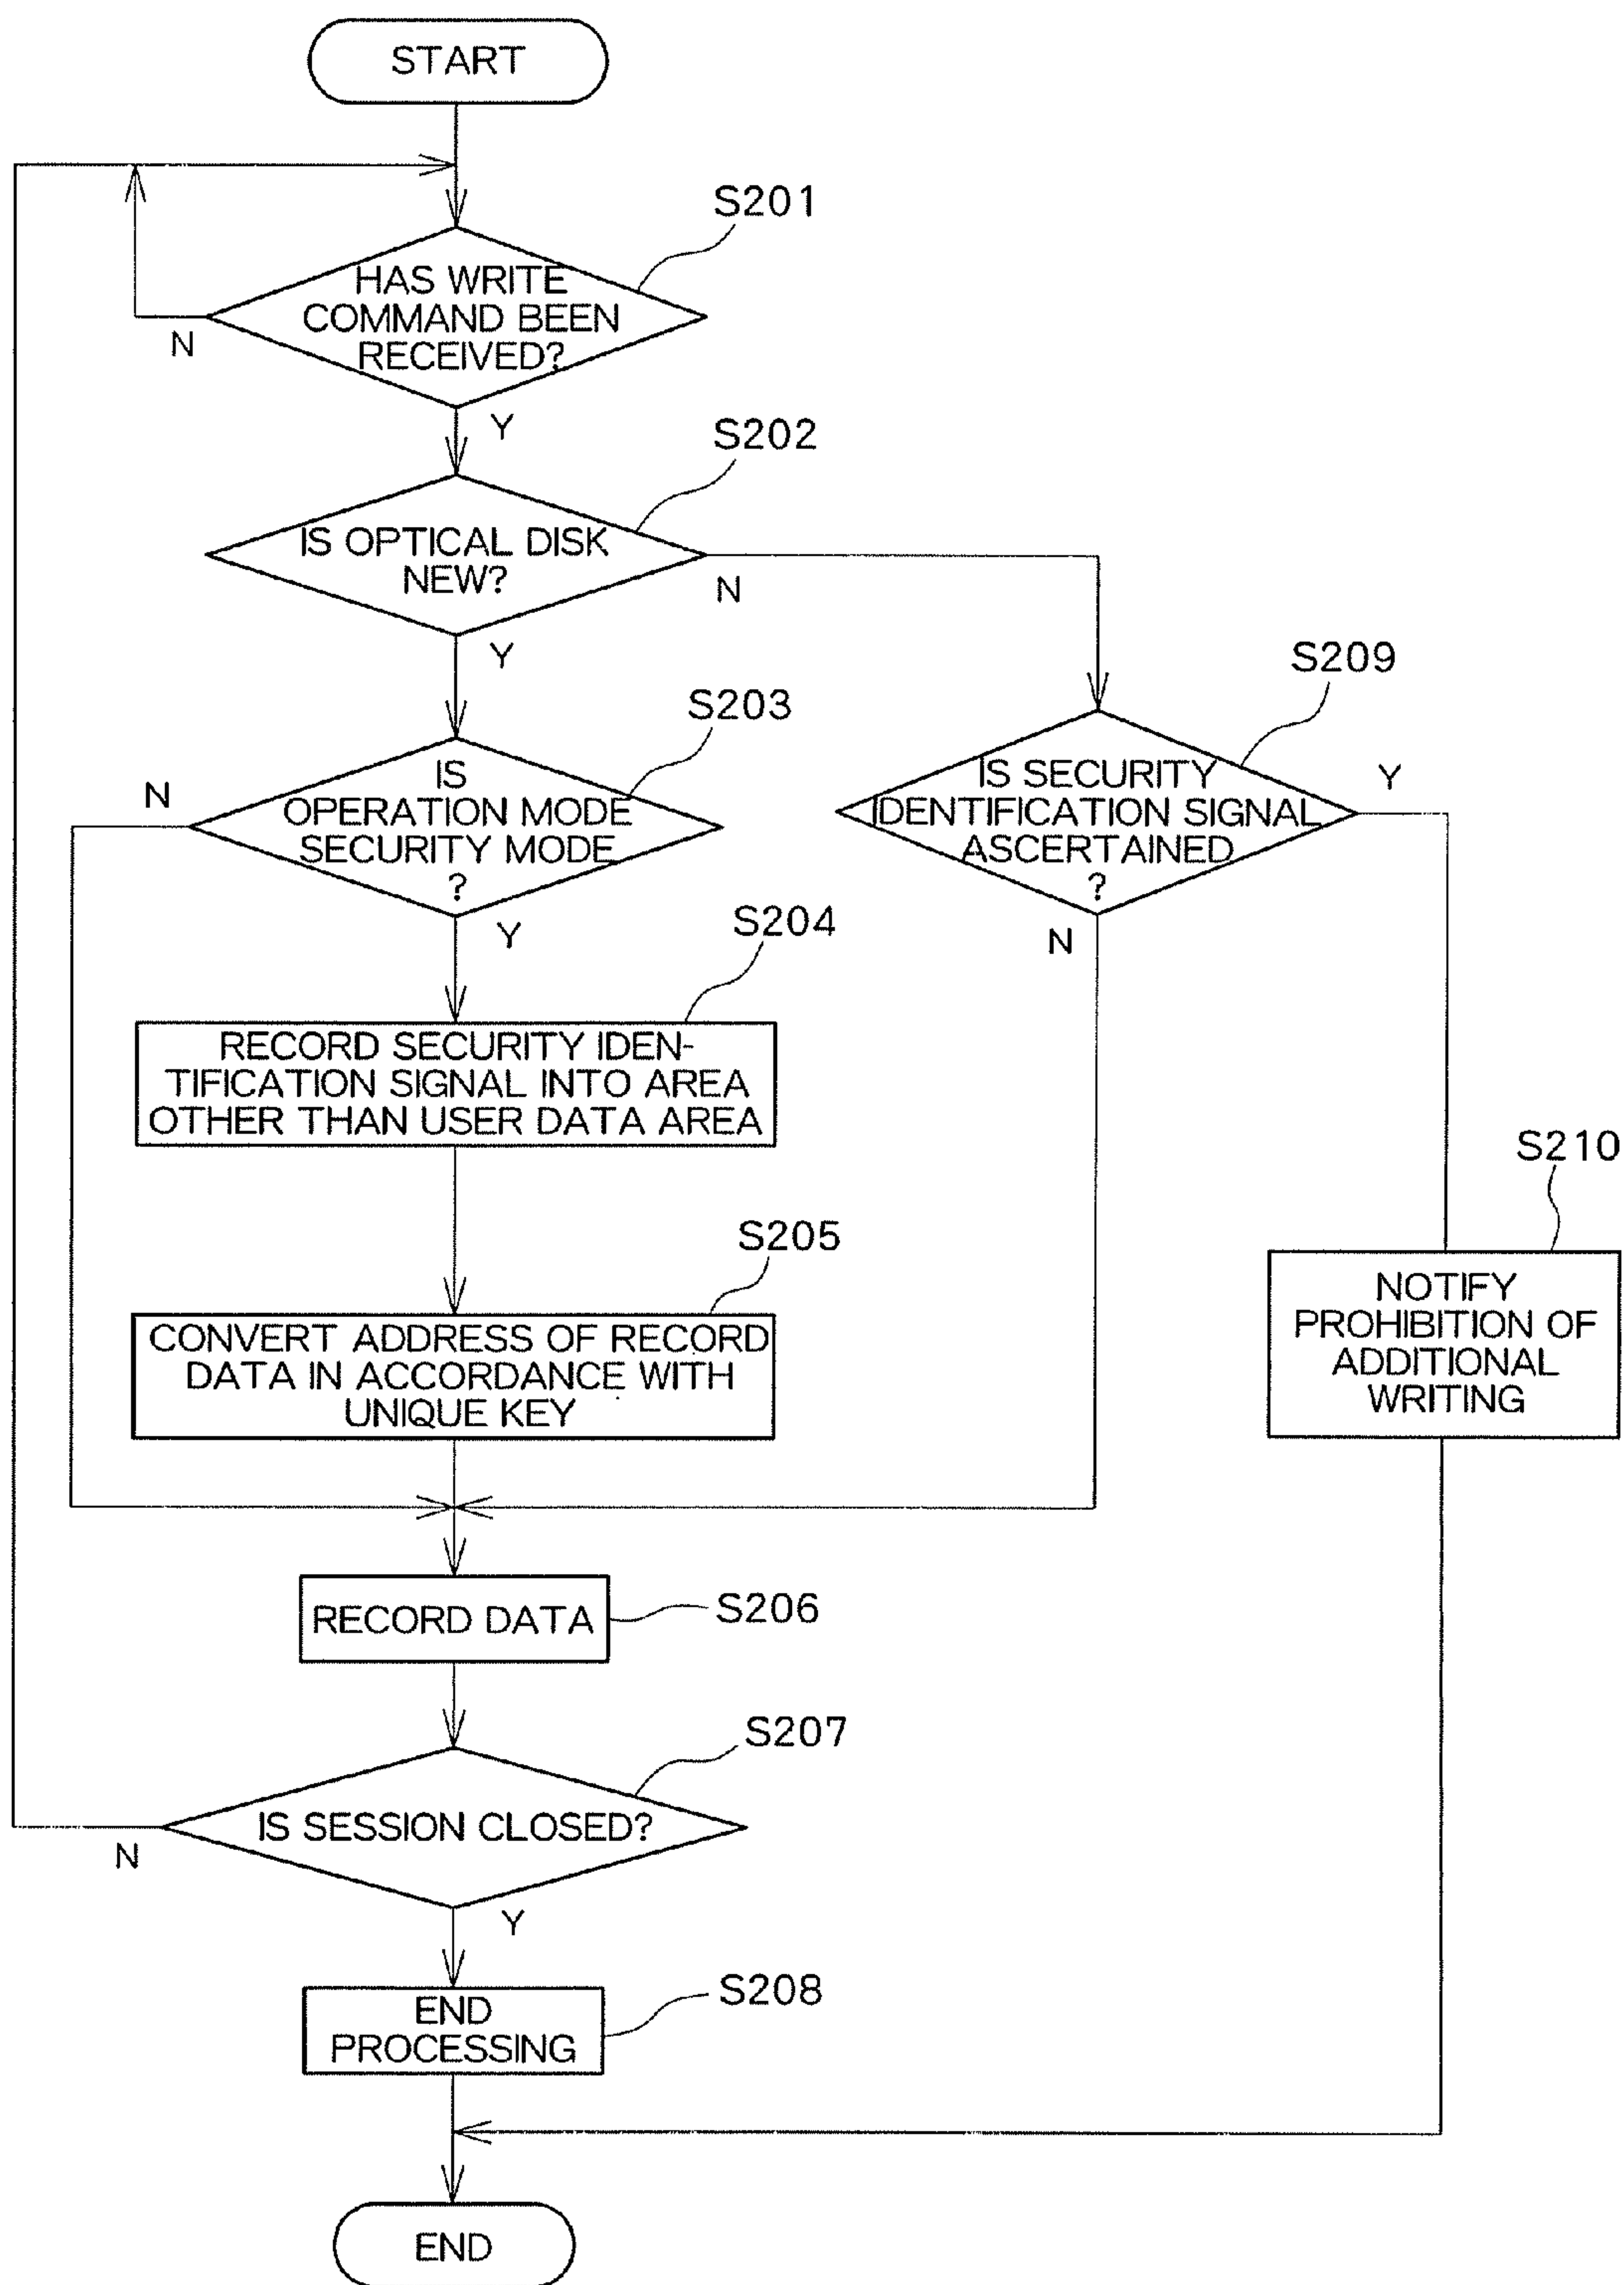 START
S201
HAS WRITE
COMMAND BEEN
RECEIVED?
N
Y
S202
IS OPTICAL DISK
NEW?
N
Y
S203
IS
OPERATION MODE
SECURITY MODE
?
N
Y
S209
IS SECURITY
IDENTIFICATION SIGNAL
ASCERTAINED
?
Y
N
S204
RECORD SECURITY IDEN-
TIFICATION SIGNAL INTO AREA
OTHER THAN USER DATA AREA
S210
NOTIFY
PROHIBITION OF
ADDITIONAL
WRITING
S205
CONVERT ADDRESS OF RECORD
DATA IN ACCORDANCE WITH
UNIQUE KEY
RECORD DATA
S206
S207
IS SESSION CLOSED?
N
Y
S208
END
PROCESSING
END